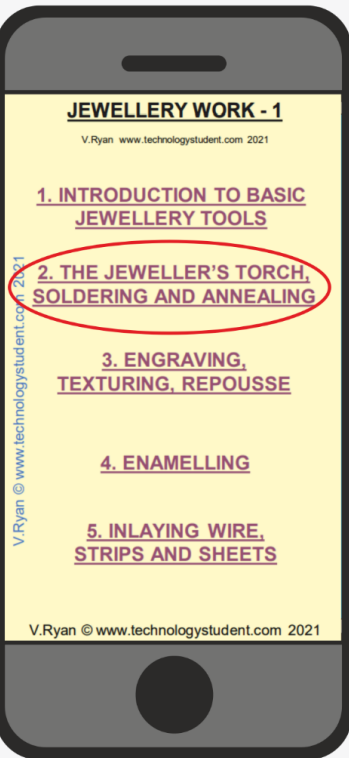 JEWELLERY WORK - 1
V.Ryan www.technologystudent.com 2021
1. INTRODUCTION TO BASIC
JEWELLERY TOOLS
2. THE JEWELLER'S TORCH,
SOLDERING AND ANNEALING
3. ENGRAVING,
TEXTURING, REPOUSSE
4. ENAMELLING
5. INLAYING WIRE,
STRIPS AND SHEETS
V.Ryan © www.technologystudent.com 2021
V.Ryan © www.technologystudent.com 2021